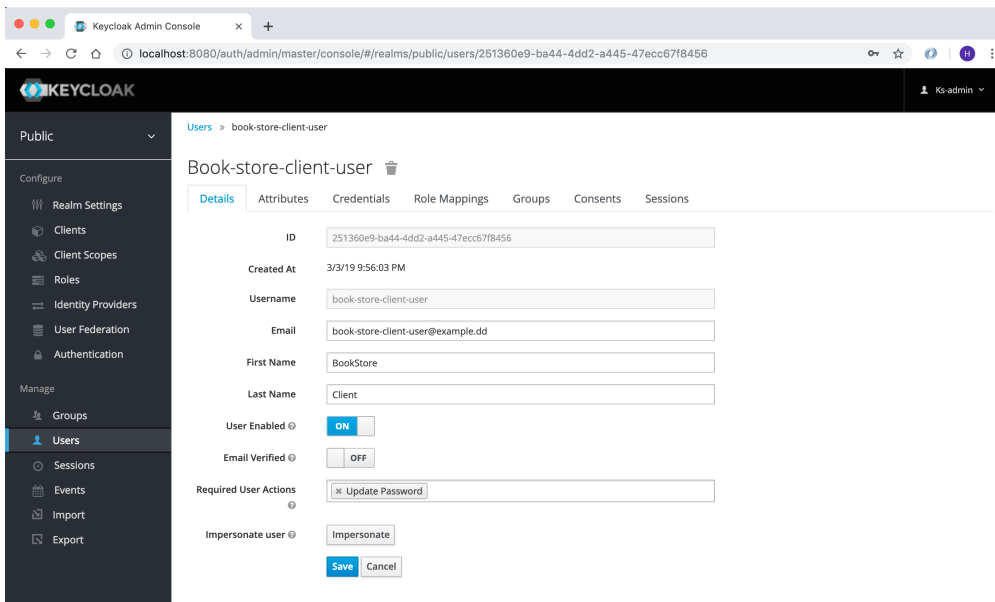 Keycloak Admin Console
localhost:8080/auth/admin/master/console/#/realms/public/users/251360e9-ba44-4dd2-a445-47ecc67f8456
H
KEYCLOAK
Ks-admin
Public
Configure
Realm Settings
Clients
Client Scopes
Roles
Identity Providers
User Federation
Authentication
Manage
Groups
Users
Sessions
Events
Import
Export
Users » book-store-client-user
Book-store-client-user
Details Attributes Credentials Role Mappings Groups Consents Sessions
ID 251360e9-ba44-4dd2-a445-47ecc67f8456
Created At 3/3/19 9:56:03 PM
Username book-store-client-user
Email book-store-client-user@example.dd
First Name BookStore
Last Name Client
User Enabled ON
Email Verified OFF
Required User Actions Update Password
Impersonate user Impersonate
Save Cancel